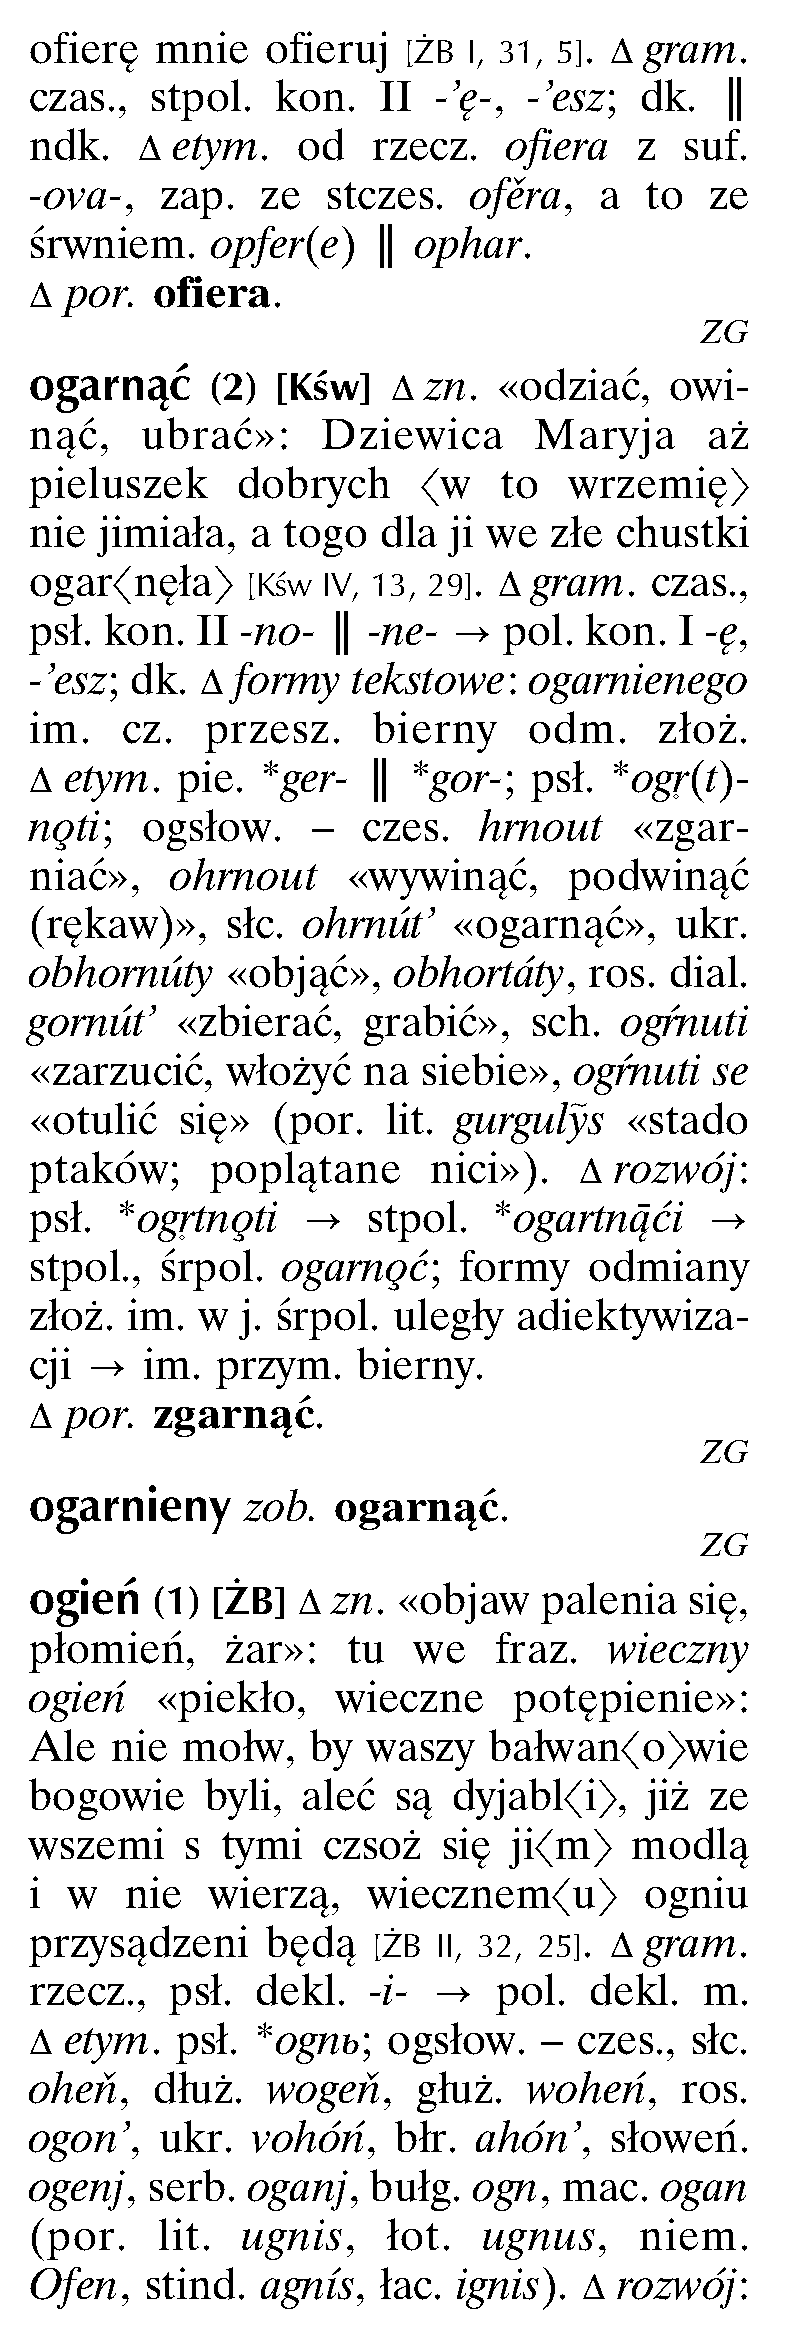 ofierę mnie ofieruj [ŻB I, 31, 5]. Δ gram.
czas., stpol. kon. II -’ę-, -’esz; dk. ‖
ndk. Δ etym. od rzecz. ofiera z suf.
-ova-, zap. ze stczes. ofěra, a to ze
śrwniem. opfer(e) ‖ ophar.
Δ por. ofiera.
ZG
ogarnąć (2) [Kśw] Δ zn. «odziać, owi-
nąć, ubrać»: Dziewica Maryja aż
pieluszek dobrych ⟨w to wrzemię⟩
nie jimiała, a togo dla ji we złe chustki
ogar⟨nęła⟩ [Kśw IV, 13, 29]. Δ gram. czas.,
psł. kon. II -no- ‖ -ne- → pol. kon. I -ę,
-’esz; dk. Δ formy tekstowe: ogarnienego
im. cz. przesz. bierny odm. złoż.
Δ etym. pie. *ger- ‖ *gor-; psł. *ogr̥(t)-
nǫti; ogsłow. – czes. hrnout «zgar-
niać», ohrnout «wywinąć, podwinąć
(rękaw)», słc. ohrnút’ «ogarnąć», ukr.
obhornúty «objąć», obhortáty, ros. dial.
gornút’ «zbierać, grabić», sch. ogŕnuti
«zarzucić, włożyć na siebie», ogŕnuti se
«otulić się» (por. lit. gurgulỹs «stado
ptaków; poplątane nici»). Δ rozwój:
psł. *ogr̥tnǫti → stpol. *ogartną̄ći →
stpol., śrpol. ogarnǫć; formy odmiany
złoż. im. w j. śrpol. uległy adiektywiza-
cji → im. przym. bierny.
Δ por. zgarnąć.
ZG
ogarnieny zob. ogarnąć.
ZG
ogień (1) [ŻB] Δ zn. «objaw palenia się,
płomień, żar»: tu we fraz. wieczny
ogień «piekło, wieczne potępienie»:
Ale nie mołw, by waszy bałwan⟨o⟩wie
bogowie byli, aleć są dyjabl⟨i⟩, jiż ze
wszemi s tymi czsoż się ji⟨m⟩ modlą
i w nie wierzą, wiecznem⟨u⟩ ogniu
przysądzeni będą [ŻB II, 32, 25]. Δ gram.
rzecz., psł. dekl. -i- → pol. dekl. m.
Δ etym. psł. *ognь; ogsłow. – czes., słc.
oheň, dłuż. wogeň, głuż. woheń, ros.
ogon’, ukr. vohóń, błr. ahón’, słoweń.
ogenj, serb. oganj, bułg. ogn, mac. ogan
(por. lit. ugnis, łot. ugnus, niem.
Ofen, stind. agnís, łac. ignis). Δ rozwój: